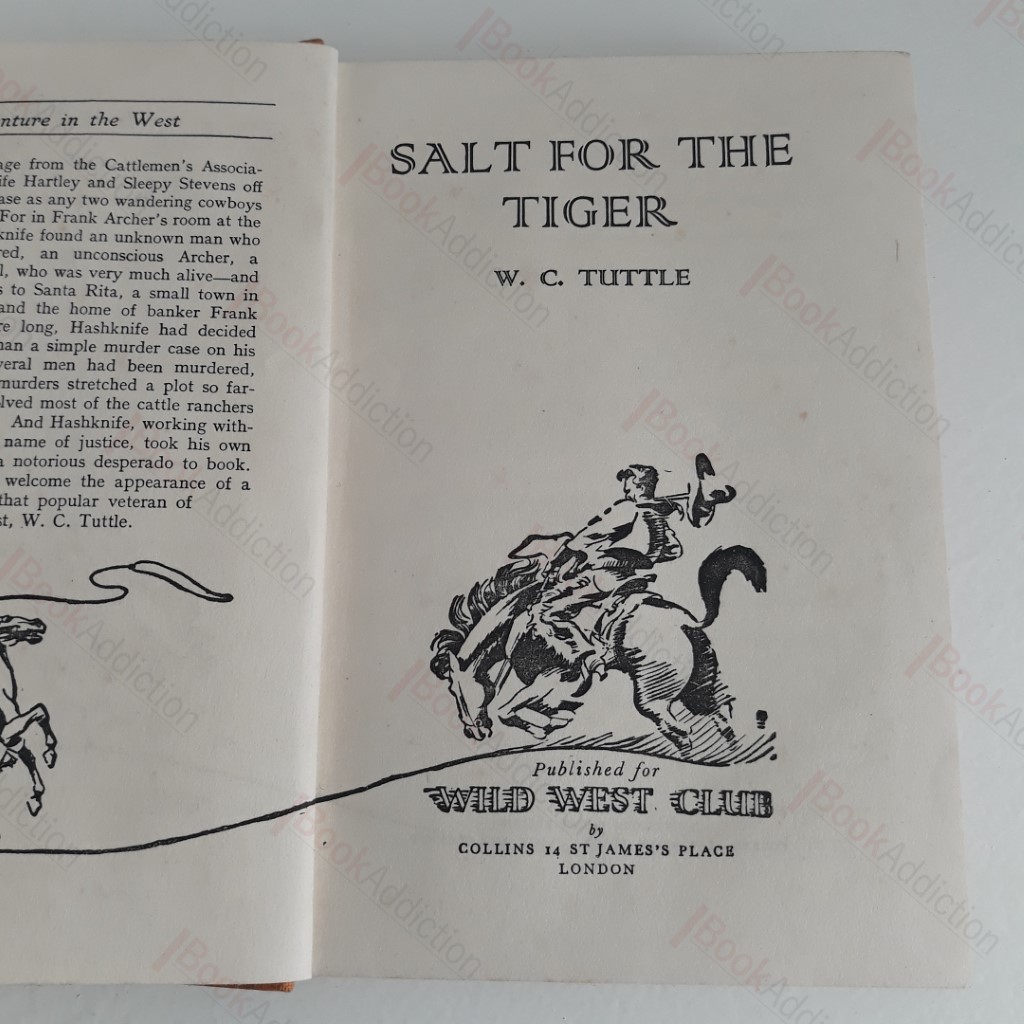 nture in the West
age from the Cattlemen's Associa-
ife Hartley and Sleepy Stevens off
ase as any two wandering cowboys
For in Frank Archer's room at the
knife found an unknown man who
red, an unconscious Archer, a
l, who was very much alive—and
s to Santa Rita, a small town in
and the home of banker Frank
re long, Hashknife had decided
han a simple murder case on his
veral men had been murdered,
murders stretched a plot so far-
lved most of the cattle ranchers
And Hashknife, working with-
name of justice, took his own
a notorious desperado to book.
welcome the appearance of a
that popular veteran of
st, W. C. Tuttle.
SALT FOR THE
TIGER
W. C. TUTTLE
Published for
WILD WEST CLUB
by
COLLINS 14 ST JAMES'S PLACE
LONDON
BookAddiction